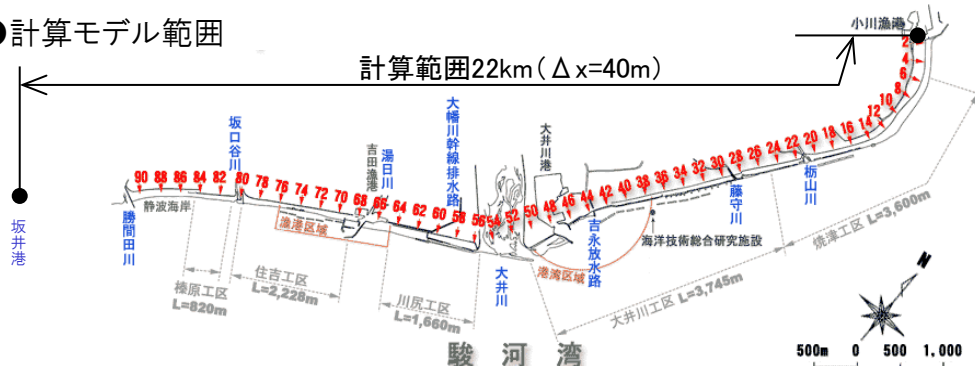 ●計算モデル範囲
小川漁港
計算範囲22km(Δx=40m)
坂井港
勝間田川
静波海岸
坂口谷川
漁港区域
吉田漁港
湯日川
大幡川幹線排水路
大井川
大井川港
港湾区域
吉永放水路
海洋技術総合研究施設
藤守川
栃山川
90 88 86 84 82 80 78 76 74 72 70 68 66 64 62 60 58 56 54 52 50 48 46 44 42 40 38 36 34 32 30 28 26 24 22 20 18 16 14 12 10 8 6 4 2
榛原工区
L=820m
住吉工区
L=2,228m
川尻工区
L=1,660m
大井川工区 L=3,745m
焼津工区
L=3,600m
駿河湾
N
500m 0 500 1.000